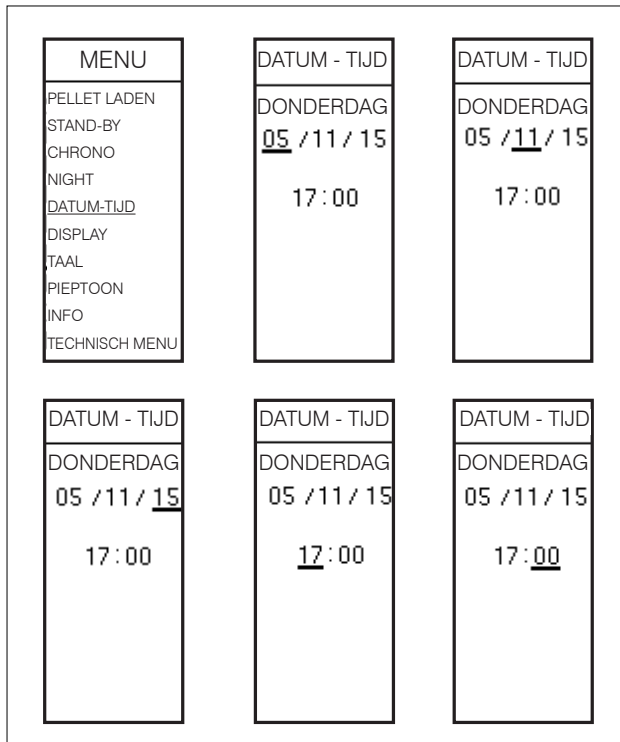 MENU
PELLET LADEN
STAND-BY
CHRONO
NIGHT
DATUM-TIJD
DISPLAY
TAAL
PIEPTOON
INFO
TECHNISCH MENU
DATUM - TIJD
DONDERDAG
05 /11/ 15
17:00
DATUM - TIJD
DONDERDAG
05 /11/ 15
17:00
DATUM - TIJD
DONDERDAG
05 /11/ 15
17:00
DATUM - TIJD
DONDERDAG
05 /11/ 15
17:00
DATUM - TIJD
DONDERDAG
05 /11/ 15
17:00